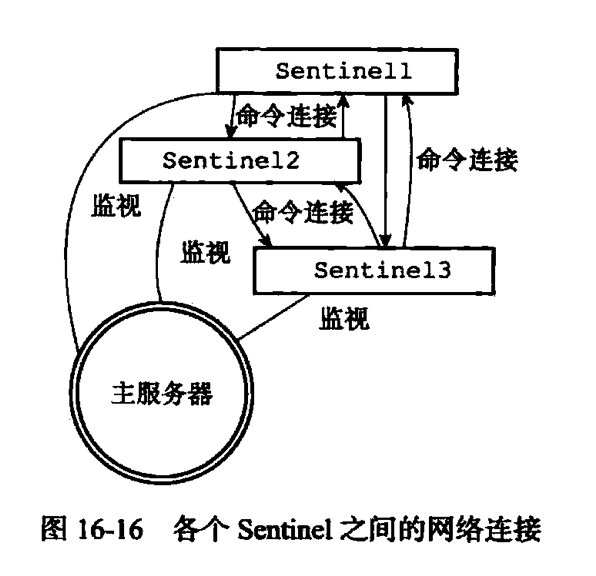 Sentinel1
命令连接
Sentinel2
命令连接
监视
命令连接
监视
Sentinel3
监视
主服务器
图 16-16 各个 Sentinel 之间的网络连接